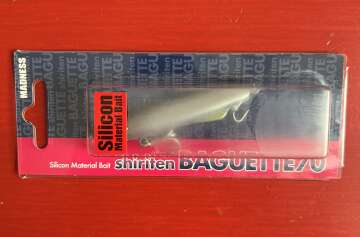 MADNESS
Silicon
Material Bait
Silicon Material Bait
shiriten BAGUETTE70